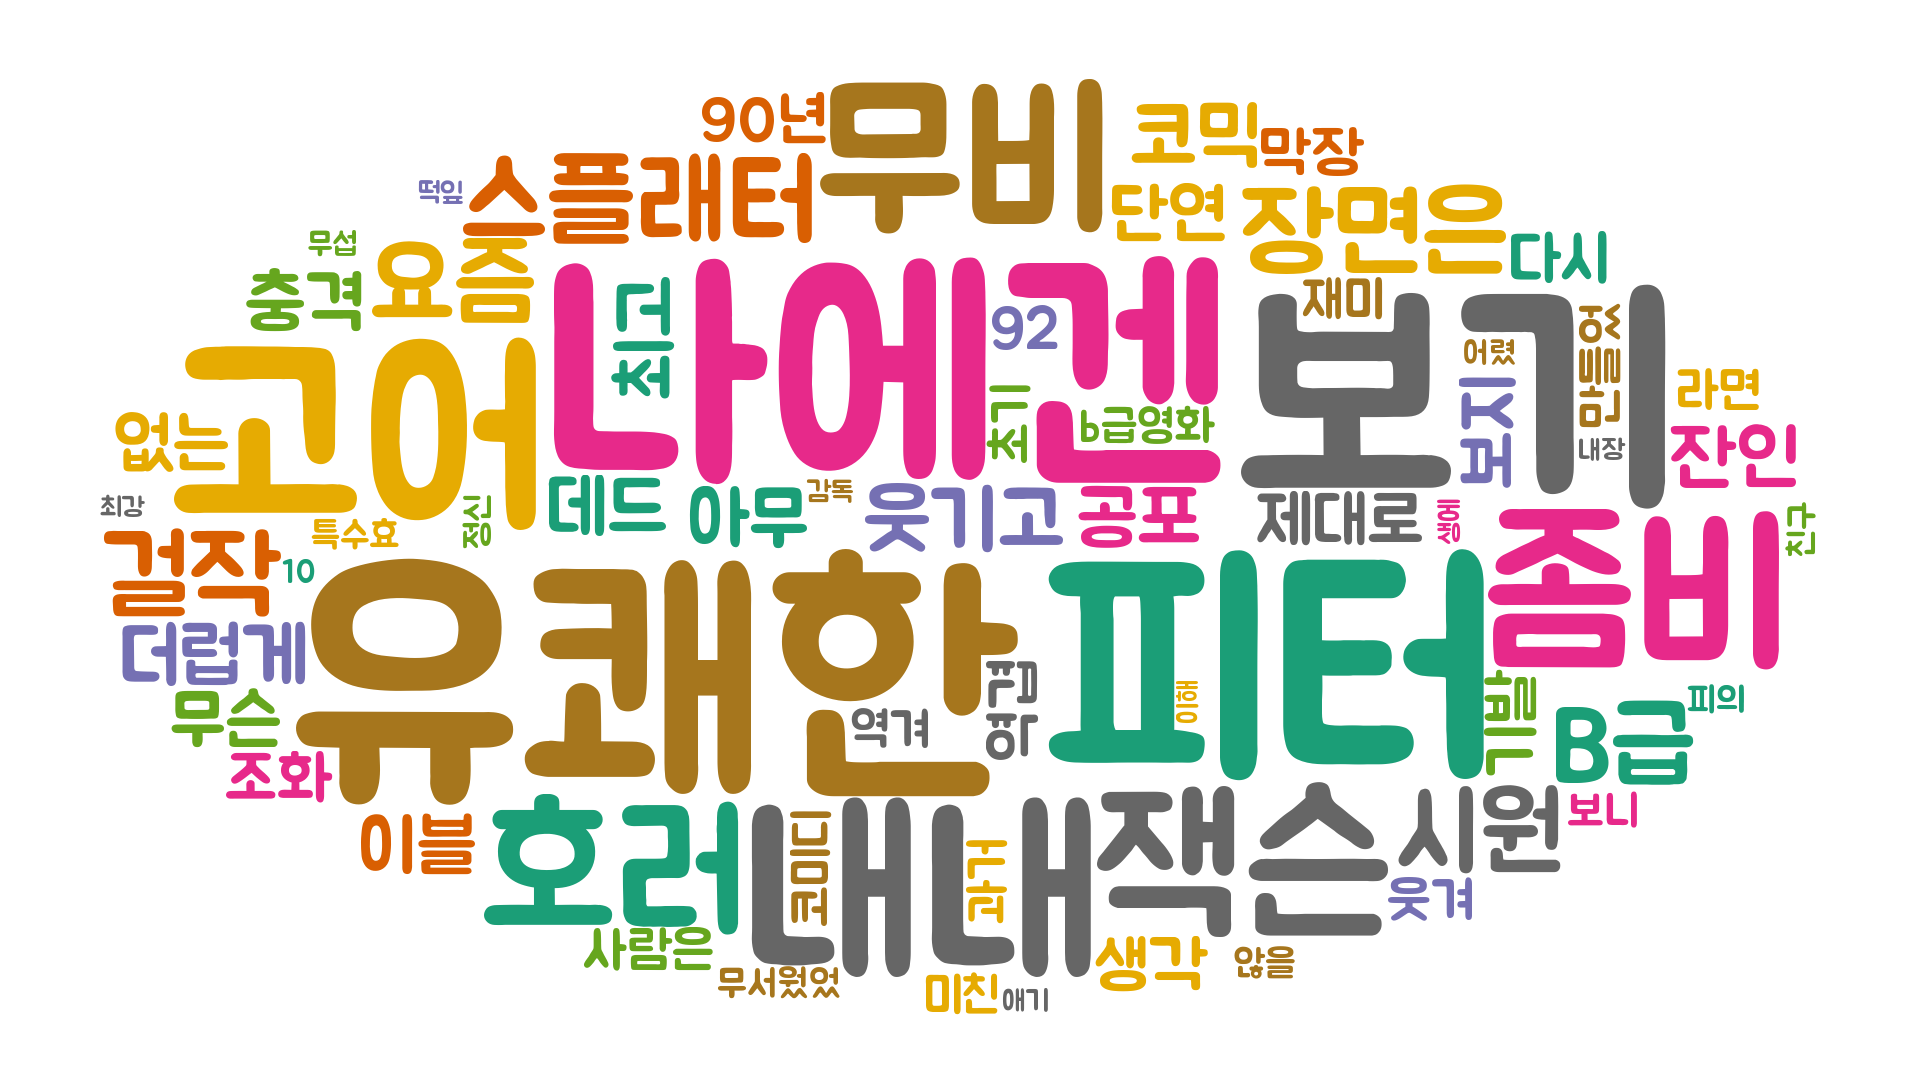 90년
무비
코믹
막장
떡잎
스플래터
단연
장면은
다시
무섭
충격
요즘
최고
나에겐
92
재미
보기
만들었
어렸
고어
초기
b급영화
보지
라면
없는
내장
잔인
최강
정신
데드
아무
감독
웃기고
공포
제대로
생에
좀비
친구
걸작
10
특수효
유쾌한
피터
더럽게
무슨
역겨
이해
B급
피의
조화
이블
호러
코미디
내내
잭슨
시원
보니
웃겨
사람은
무서웠었
미친
얘기
생각
않을